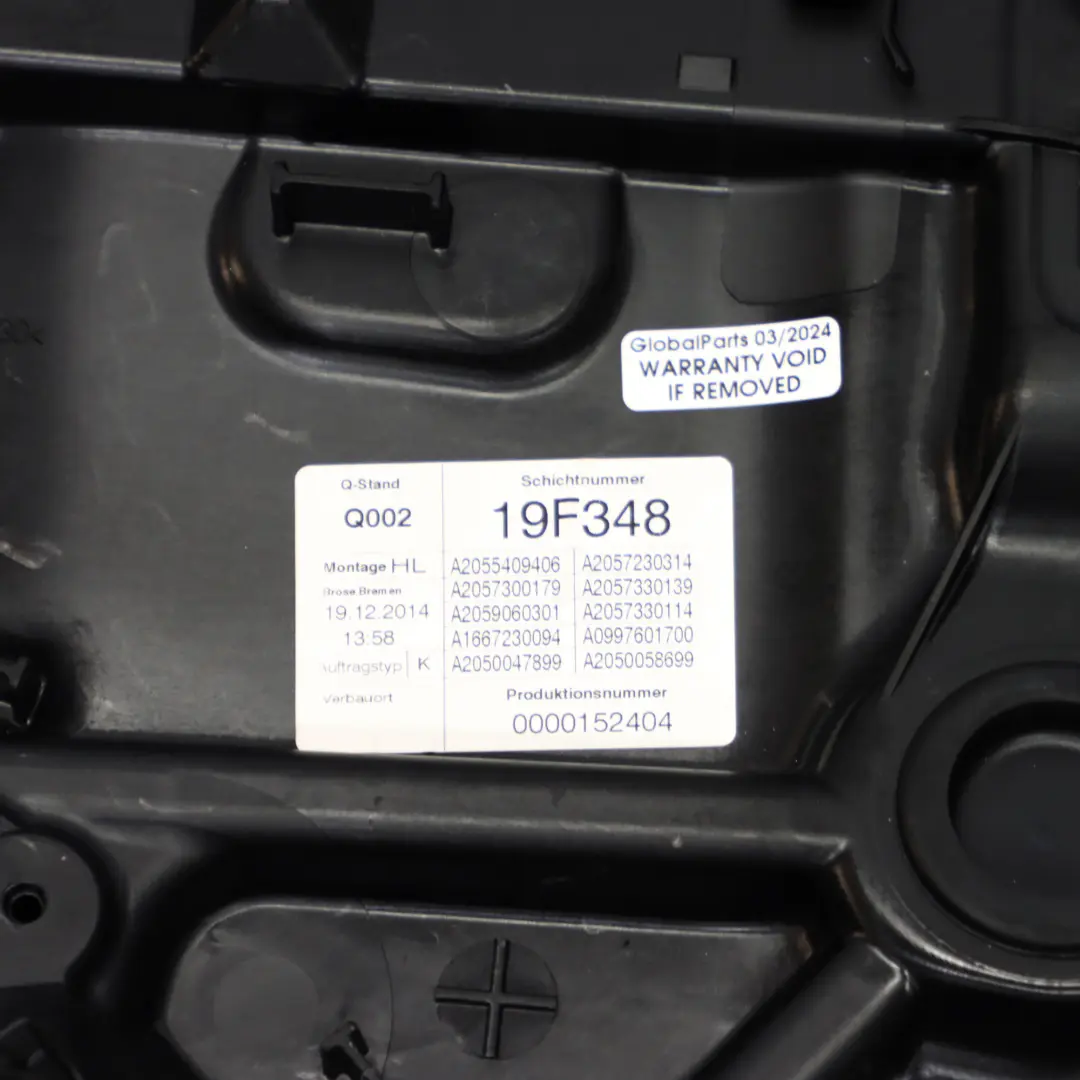 GlobalParts 03/2024
WARRANTY VOID
IF REMOVED
Q-Stand
Q002
Schichtnummer
19F348
Montage HL
Brose Bremen
19.12.2014
13:58
Auftragstyp K
Verbauort
A2055409406 A2057230314
A2057300179 A2057330139
A2059060301 A2057330114
A1667230094 A0997601700
A2050047899 A2050058699
Produktionsnummer
0000152404